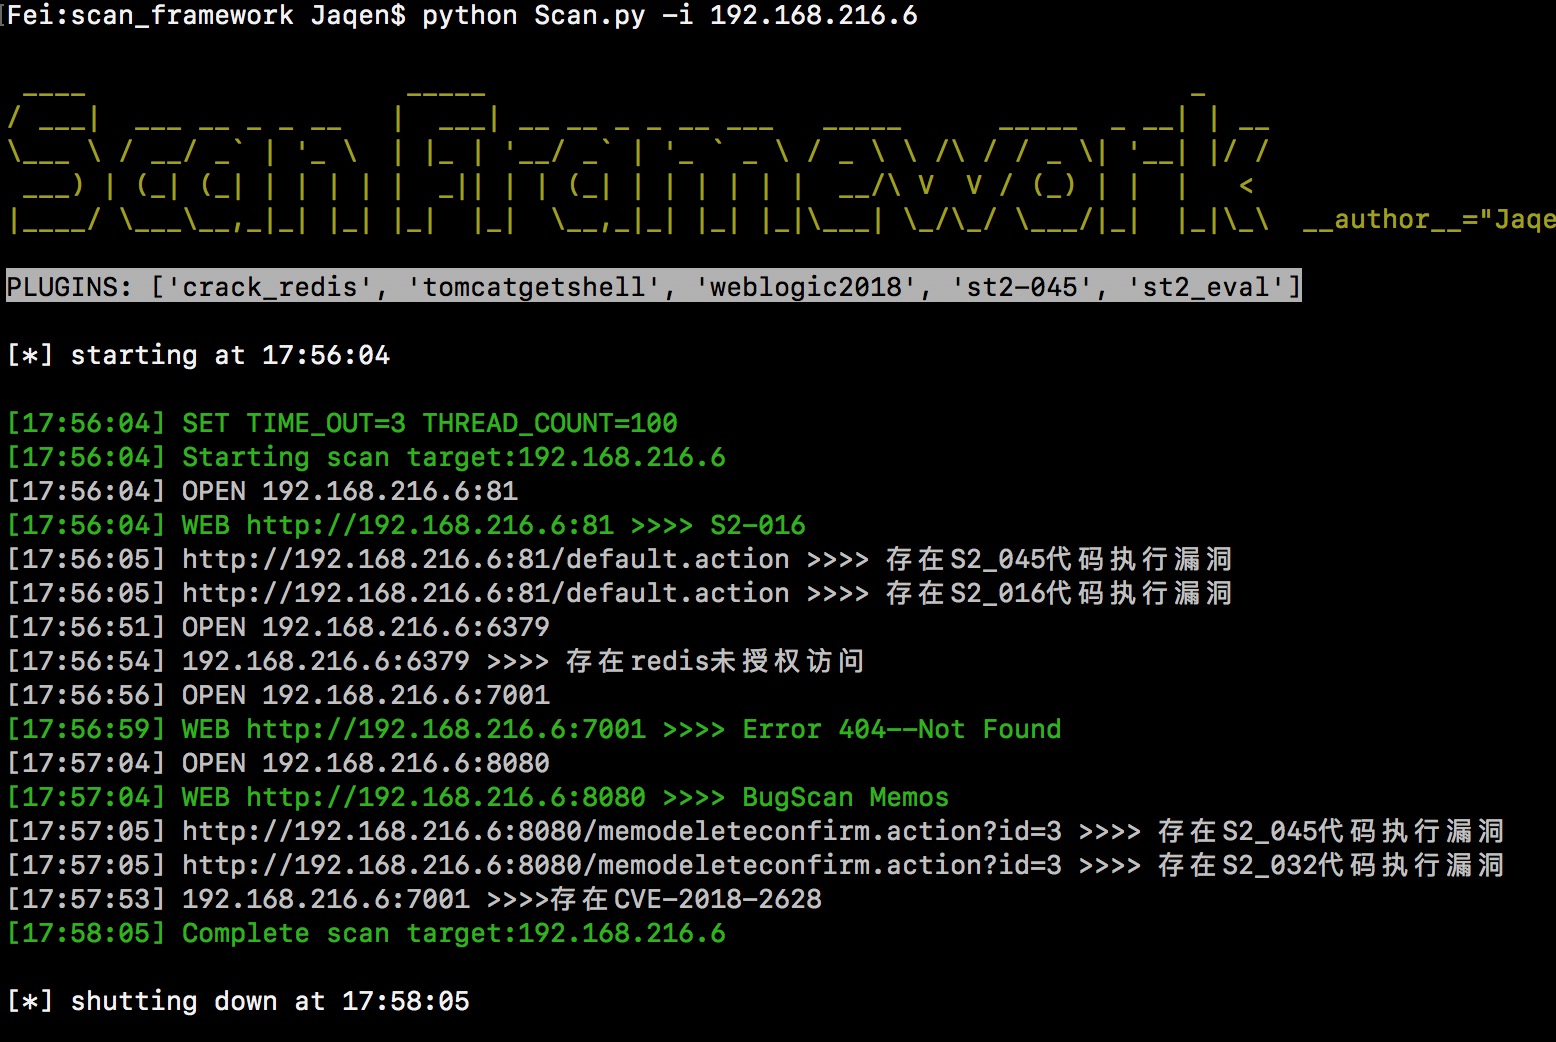 [Fei:scan_framework Jaqen$ python Scan.py -i 192.168.216.6
Scan Framework __author__="Jaqe
PLUGINS: ['crack_redis', 'tomcatgetshell', 'weblogic2018', 'st2-045', 'st2_eval']
[*] starting at 17:56:04
[17:56:04] SET TIME_OUT=3 THREAD_COUNT=100
[17:56:04] Starting scan target:192.168.216.6
[17:56:04] OPEN 192.168.216.6:81
[17:56:04] WEB http://192.168.216.6:81 >>>> S2-016
[17:56:05] http://192.168.216.6:81/default.action >>>> 存在S2_045代码执行漏洞
[17:56:05] http://192.168.216.6:81/default.action >>>> 存在S2_016代码执行漏洞
[17:56:51] OPEN 192.168.216.6:6379
[17:56:54] 192.168.216.6:6379 >>>> 存在redis未授权访问
[17:56:56] OPEN 192.168.216.6:7001
[17:56:59] WEB http://192.168.216.6:7001 >>>> Error 404--Not Found
[17:57:04] OPEN 192.168.216.6:8080
[17:57:04] WEB http://192.168.216.6:8080 >>>> BugScan Memos
[17:57:05] http://192.168.216.6:8080/memodeleteconfirm.action?id=3 >>>> 存在S2_045代码执行漏洞
[17:57:05] http://192.168.216.6:8080/memodeleteconfirm.action?id=3 >>>> 存在S2_032代码执行漏洞
[17:57:53] 192.168.216.6:7001 >>>>存在CVE-2018-2628
[17:58:05] Complete scan target:192.168.216.6
[*] shutting down at 17:58:05